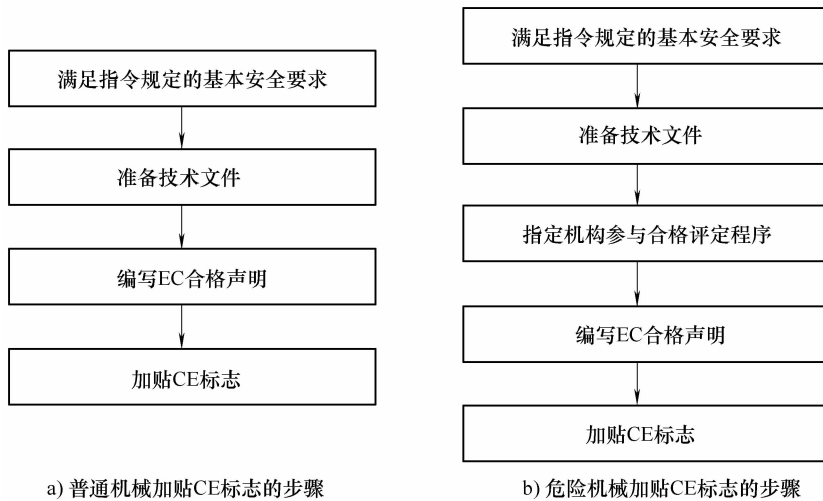 满足指令规定的基本安全要求
准备技术文件
编写EC合格声明
加贴CE标志
a) 普通机械加贴CE标志的步骤
满足指令规定的基本安全要求
准备技术文件
指定机构参与合格评定程序
编写EC合格声明
加贴CE标志
b) 危险机械加贴CE标志的步骤